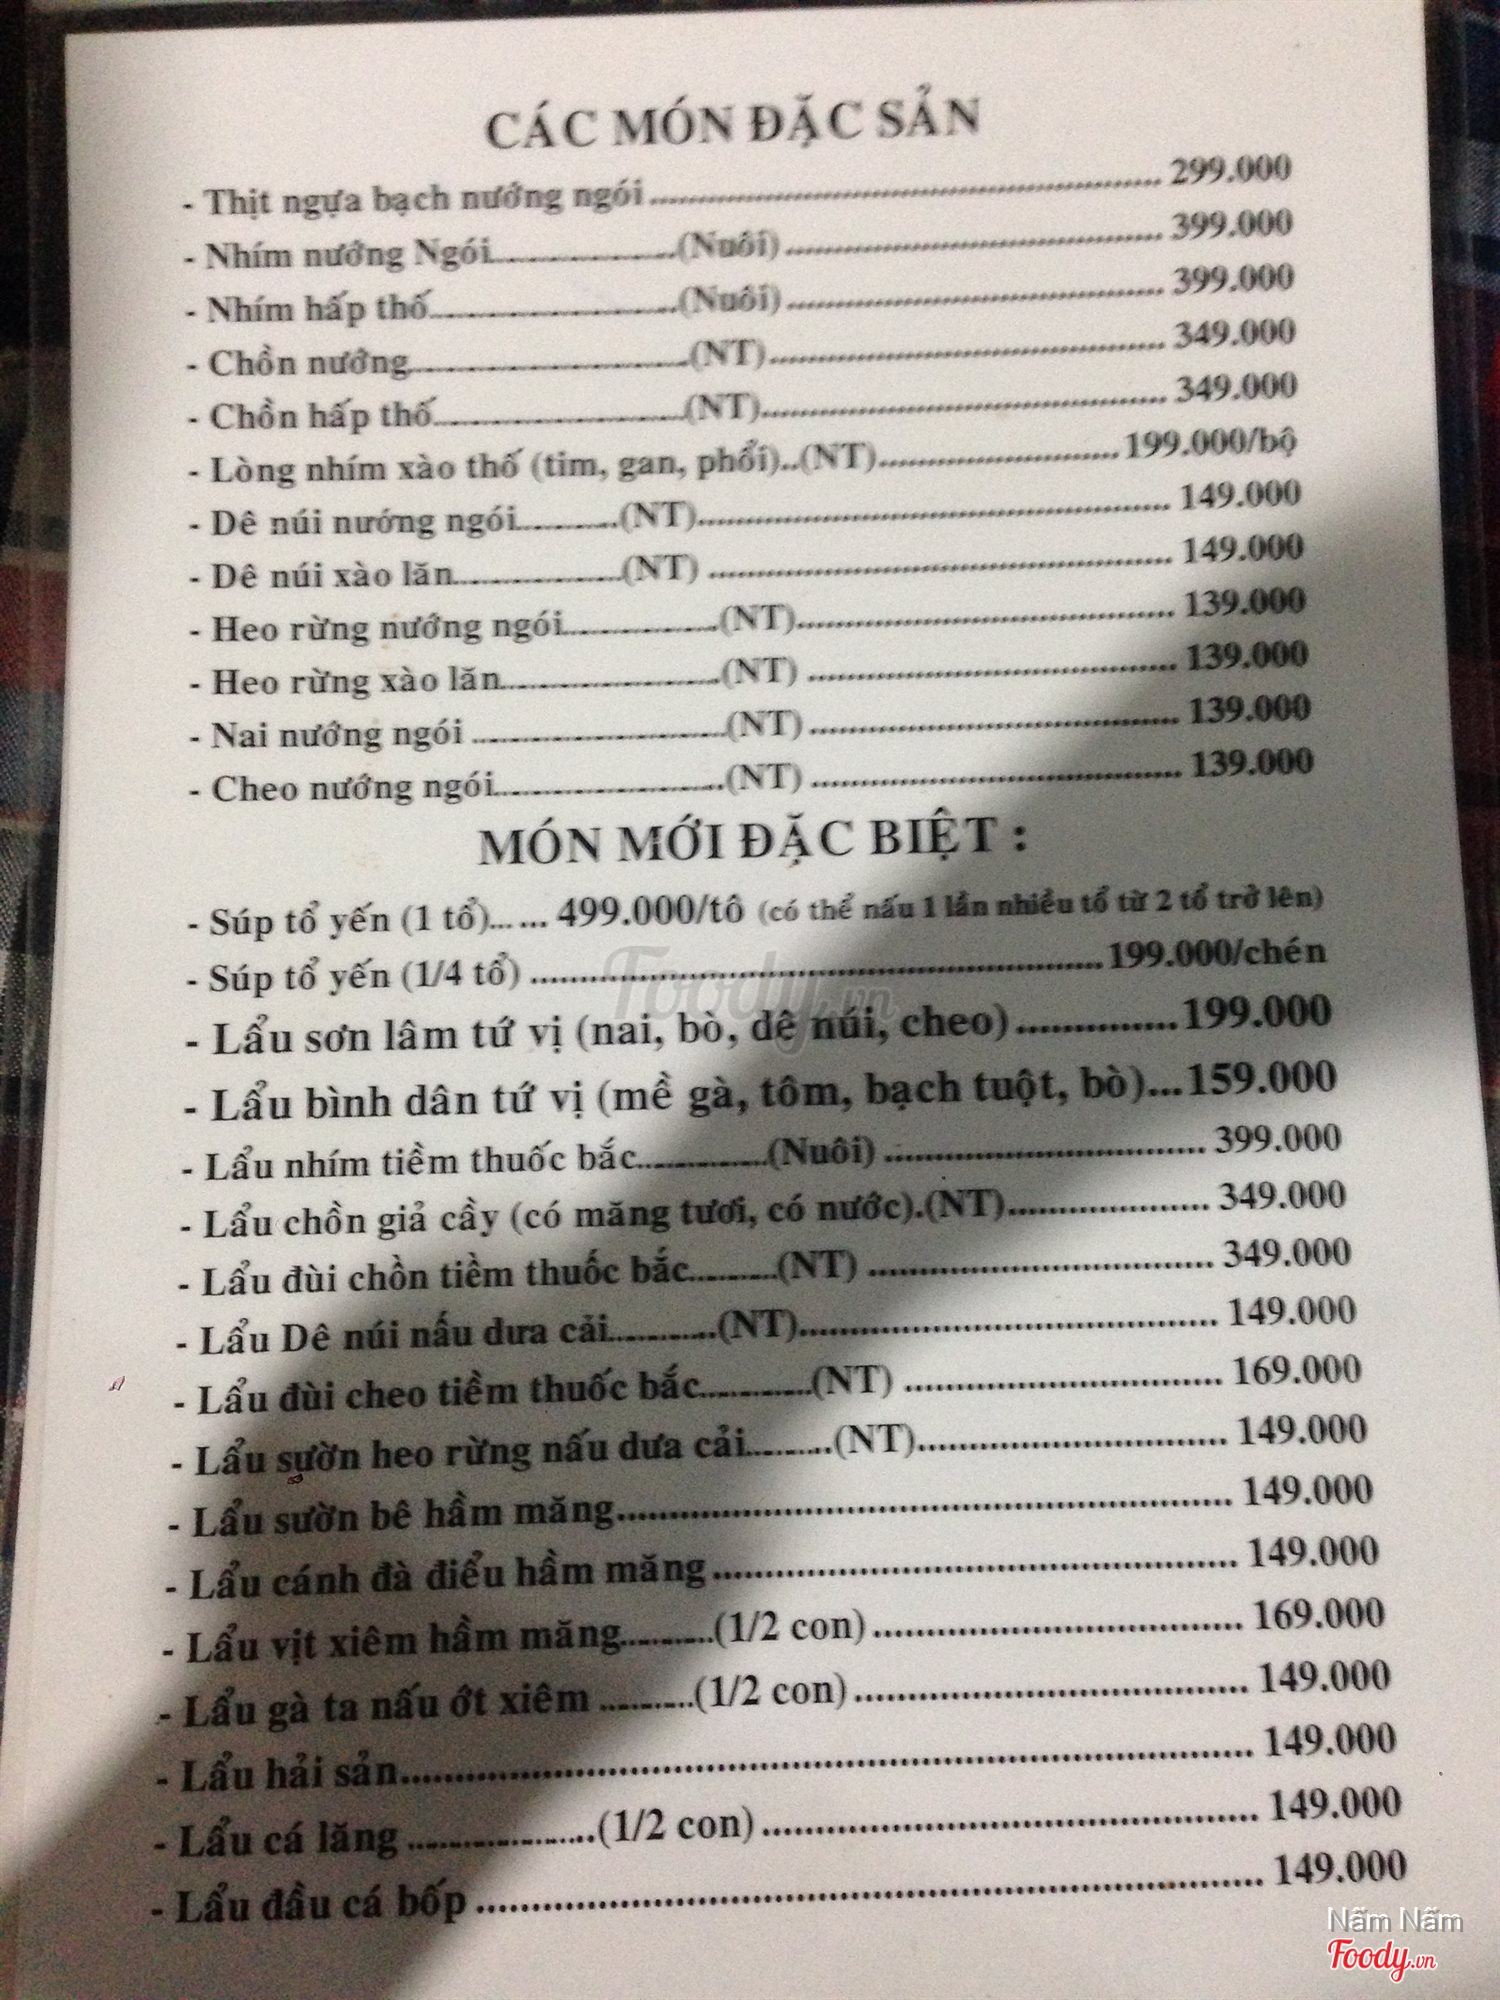 CÁC MÓN ĐẶC SẢN
- Thịt ngựa bạch nướng ngói ........ 299.000
- Nhím nướng Ngói........(Nuôi) ........ 399.000
- Nhím hấp thố........(Nuôi) ........ 399.000
- Chồn nướng........(NT)........ 349.000
- Chồn hấp thố........(NT)........ 349.000
- Lòng nhím xào thố (tim, gan, phổi)..(NT)........ 199.000/bộ
- Dê núi nướng ngói........(NT)........ 149.000
- Dê núi xào lăn........(NT) ........ 149.000
- Heo rừng nướng ngói........(NT)........ 139.000
- Heo rừng xào lăn........(NT) ........ 139.000
- Nai nướng ngói ........(NT) ........ 139.000
- Cheo nướng ngói........(NT) ........ 139.000
MÓN MỚI ĐẶC BIỆT :
- Súp tổ yến (1 tổ)... ... 499.000/tô (có thể nấu 1 lần nhiều tổ từ 2 tổ trở lên)
- Súp tổ yến (1/4 tổ) ........ 199.000/chén
- Lẩu sơn lâm tứ vị (nai, bò, dê núi, cheo)........199.000
- Lẩu bình dân tứ vị (mề gà, tôm, bạch tuột, bò)...159.000
- Lẩu nhím tiềm thuốc bắc........(Nuôi) ........ 399.000
- Lẩu chồn giả cầy (có măng tươi, có nước).(NT)........ 349.000
- Lẩu đùi chồn tiềm thuốc bắc........(NT) ........ 349.000
- Lẩu Dê núi nấu dưa cải........(NT)........ 149.000
- Lẩu đùi cheo tiềm thuốc bắc........(NT) ........ 169.000
- Lẩu sườn heo rừng nấu dưa cải........(NT)........ 149.000
- Lẩu sườn bê hầm măng........ 149.000
- Lẩu cánh đà điểu hầm măng ........ 149.000
- Lẩu vịt xiêm hầm măng........(1/2 con) ........ 169.000
- Lẩu gà ta nấu ớt xiêm ........(1/2 con) ........ 149.000
- Lẩu hải sản........ 149.000
- Lẩu cá lăng ........(1/2 con) ........ 149.000
- Lẩu đầu cá bốp ........ 149.000
Foody.vn
Nấm Nấm
Foody.vn